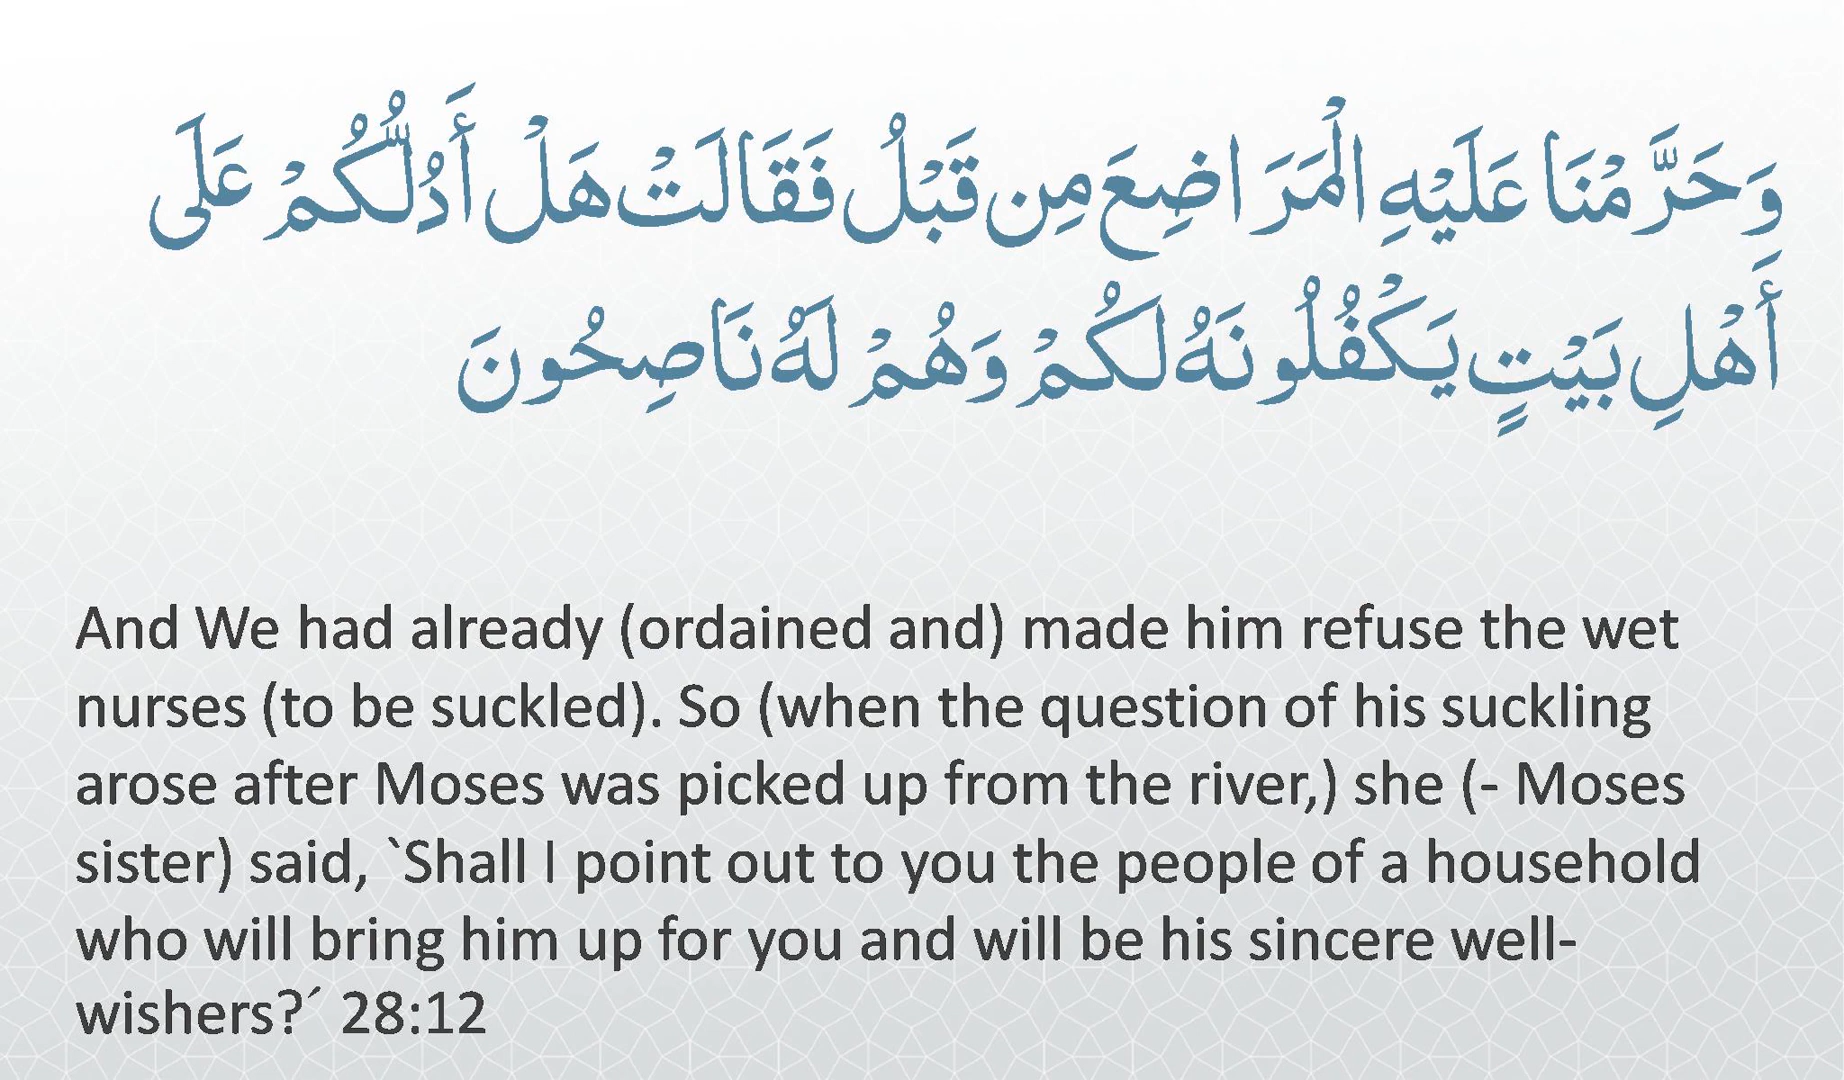 وَحَرَّمْنَا عَلَيْهِ الْمَرَاضِعَ مِن قَبْلُ فَقَالَتْ هَلْ أَدُلُّكُمْ عَلَى
أَهْلِ بَيْتٍ يَكْفُلُونَهُ لَكُمْ وَهُمْ لَهُ نَاصِحُونَ
And We had already (ordained and) made him refuse the wet
nurses (to be suckled). So (when the question of his suckling
arose after Moses was picked up from the river,) she (- Moses
sister) said, `Shall I point out to you the people of a household
who will bring him up for you and will be his sincere well-
wishers?´ 28:12